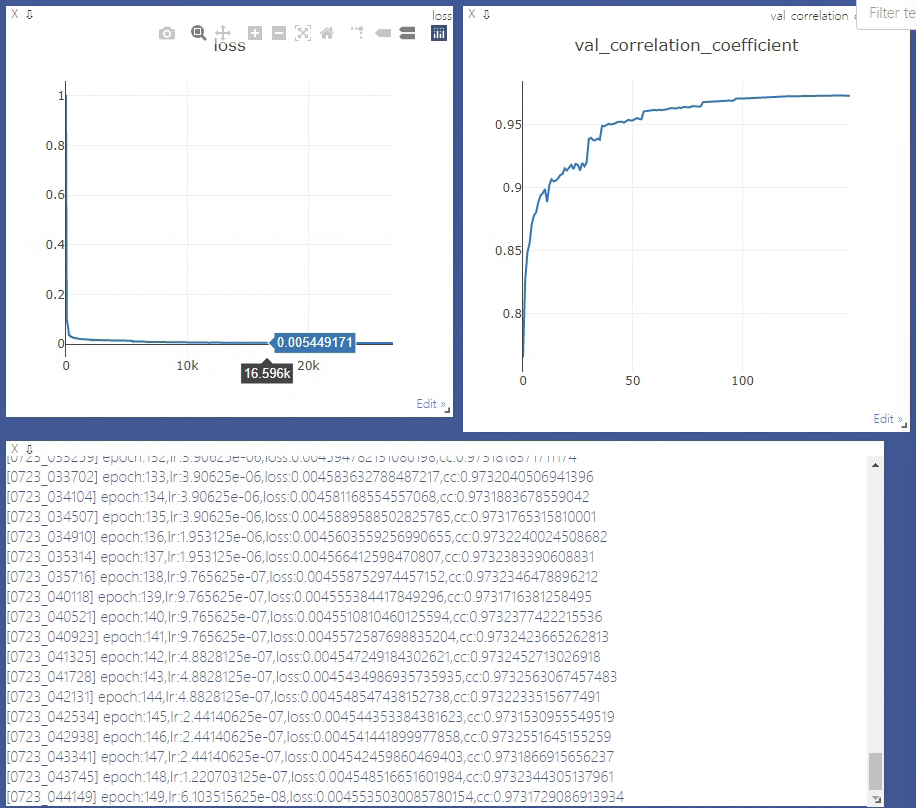 X
loss
loss
1
0.8
0.6
0.4
0.2
0
0.005449171
0
10k
16.596k
20k
Edit »
X
val correlation c
Filter te
val_correlation_coefficient
0.95
0.9
0.85
0.8
0
50
100
Edit »
X
[0723_033259] epoch:132,lr:3.90625e-06,
[0723_033702] epoch:133,lr:3.90625e-06,loss:0.004583632788487217,cc:0.9732040506941396
[0723_034104] epoch:134,lr:3.90625e-06,loss:0.004581168554557068,cc:0.9731883678559042
[0723_034507] epoch:135,lr:3.90625e-06,loss:0.0045889588502825785,cc:0.9731765315810001
[0723_034910] epoch:136,lr:1.953125e-06,loss:0.0045603559256990655,cc:0.9732240024508682
[0723_035314] epoch:137,lr:1.953125e-06,loss:0.004566412598470807,cc:0.9732383390608831
[0723_035716] epoch:138,lr:9.765625e-07,loss:0.004558752974457152,cc:0.9732346478896212
[0723_040118] epoch:139,lr:9.765625e-07,loss:0.004555384417849296,cc:0.9731716381258495
[0723_040521] epoch:140,lr:9.765625e-07,loss:0.00455108104601​25594,cc:0.9732377422215536
[0723_040923] epoch:141,lr:9.765625e-07,loss:0.0045572587698835204,cc:0.9732423665262813
[0723_041325] epoch:142,lr:4.8828125e-07,loss:0.0045472491843​02621,cc:0.9732452713026918
[0723_041728] epoch:143,lr:4.8828125e-07,loss:0.0045434986935735935,cc:0.9732563067457483
[0723_042131] epoch:144,lr:4.8828125e-07,loss:0.004548547438152738,cc:0.9732233515677491
[0723_042534] epoch:145,lr:2.44140625e-07,loss:0.004544353384381623,cc:0.9731530955549519
[0723_042938] epoch:146,lr:2.44140625e-07,loss:0.004541441899977858,cc:0.9732551645155259
[0723_043341] epoch:147,lr:2.44140625e-07,loss:0.004542459860469403,cc:0.9731866915656237
[0723_043745] epoch:148,lr:1.220703125e-07,loss:0.004548516651601984,cc:0.9732344305137961
[0723_044149] epoch:149,lr:6.103515625e-08,loss:0.0045535030085780154,cc:0.9731729086913934